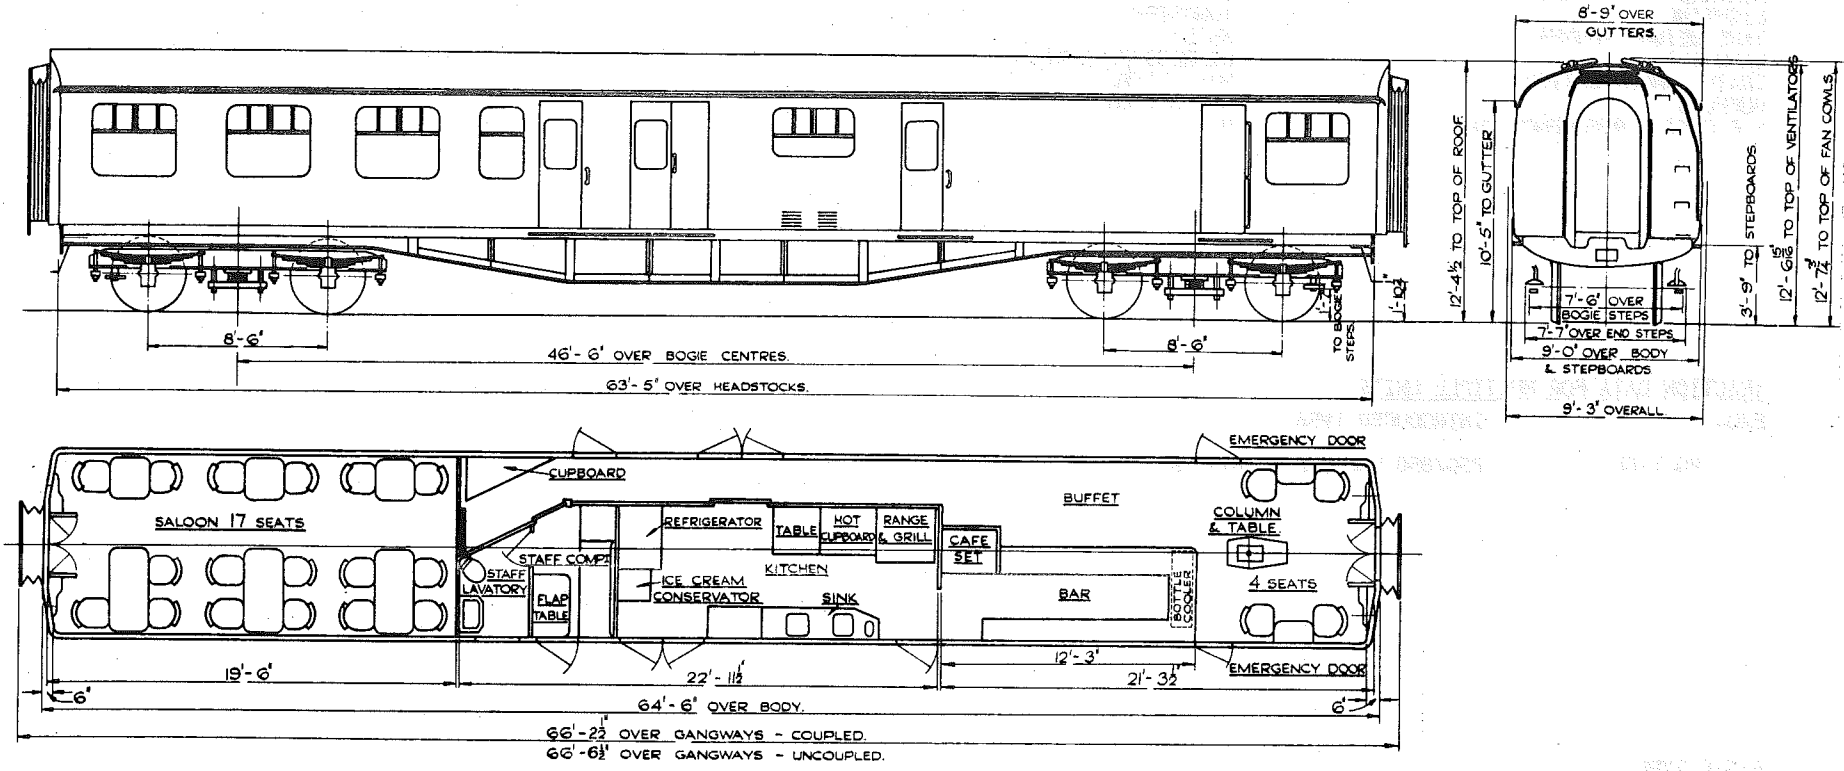 8'-9" OVER
GUTTERS.
12'-4½" TO TOP OF ROOF.
10'-5" TO GUTTER
3'-9" TO STEPBOARDS.
12'-6 15/16" TO TOP OF VENTILATORS
12'-7¾" TO TOP OF FAN COWLS.
TO BOGIE
STEPS.
8'-6"
8'-6"
46'-6" OVER BOGIE CENTRES.
63'-5" OVER HEADSTOCKS.
7'-6" OVER
BOGIE STEPS
7'-7" OVER END STEPS
9'-0" OVER BODY
& STEPBOARDS
9'-3" OVERALL
EMERGENCY DOOR
CUPBOARD
SALOON 17 SEATS
BUFFET
COLUMN
& TABLE.
REFRIGERATOR
TABLE
HOT
CUPBOARD
RANGE
& GRILL
CAFE
SET
STAFF COMPT
STAFF
LAVATORY
FLAP
TABLE
KITCHEN
ICE CREAM
CONSERVATOR
SINK
BAR
BOTTLE
COOLER
4 SEATS
EMERGENCY DOOR
12'-3"
19'-6"
22'-11½"
21'-3½"
6"
6"
64'-6" OVER BODY.
66'-2½" OVER GANGWAYS - COUPLED.
66'-6½" OVER GANGWAYS - UNCOUPLED.